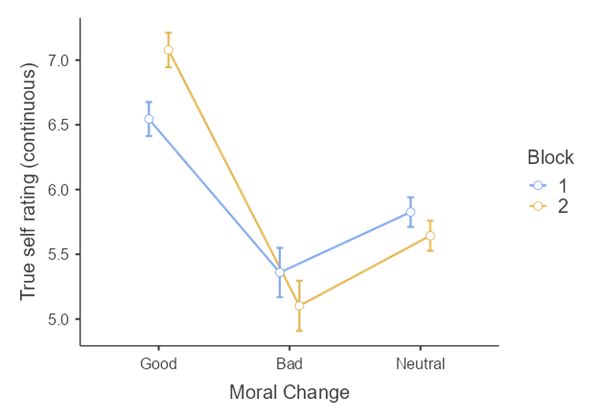 7.0
6.5
6.0
5.5
5.0
True self rating (continuous)
Good
Bad
Neutral
Moral Change
Block
1
2